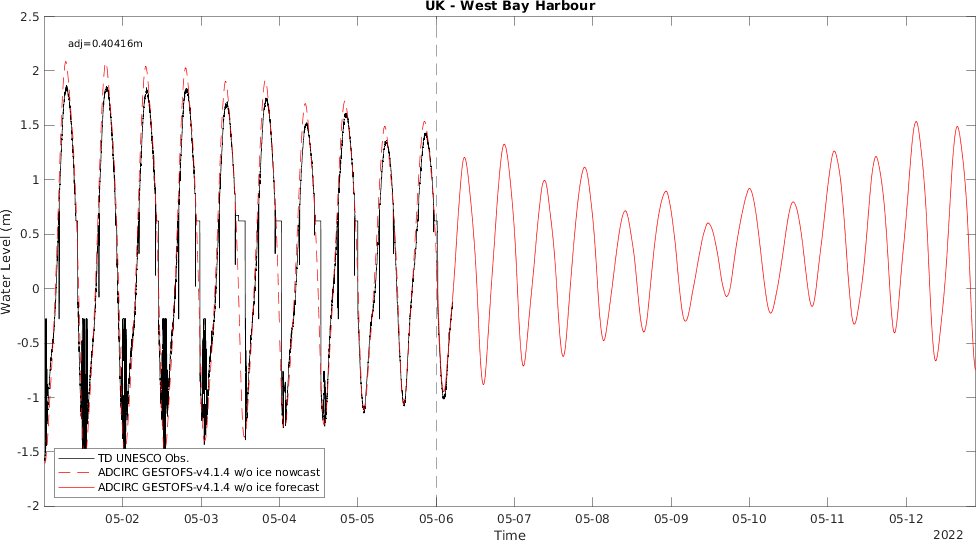 UK - West Bay Harbour
adj=0.40416m
2.5
2
1.5
1
0.5
0
-0.5
-1
-1.5
-2
Water Level (m)
TD UNESCO Obs.
ADCIRC GESTOFS-v4.1.4 w/o ice nowcast
ADCIRC GESTOFS-v4.1.4 w/o ice forecast
05-02 05-03 05-04 05-05 05-06 05-07 05-08 05-09 05-10 05-11 05-12
Time
2022